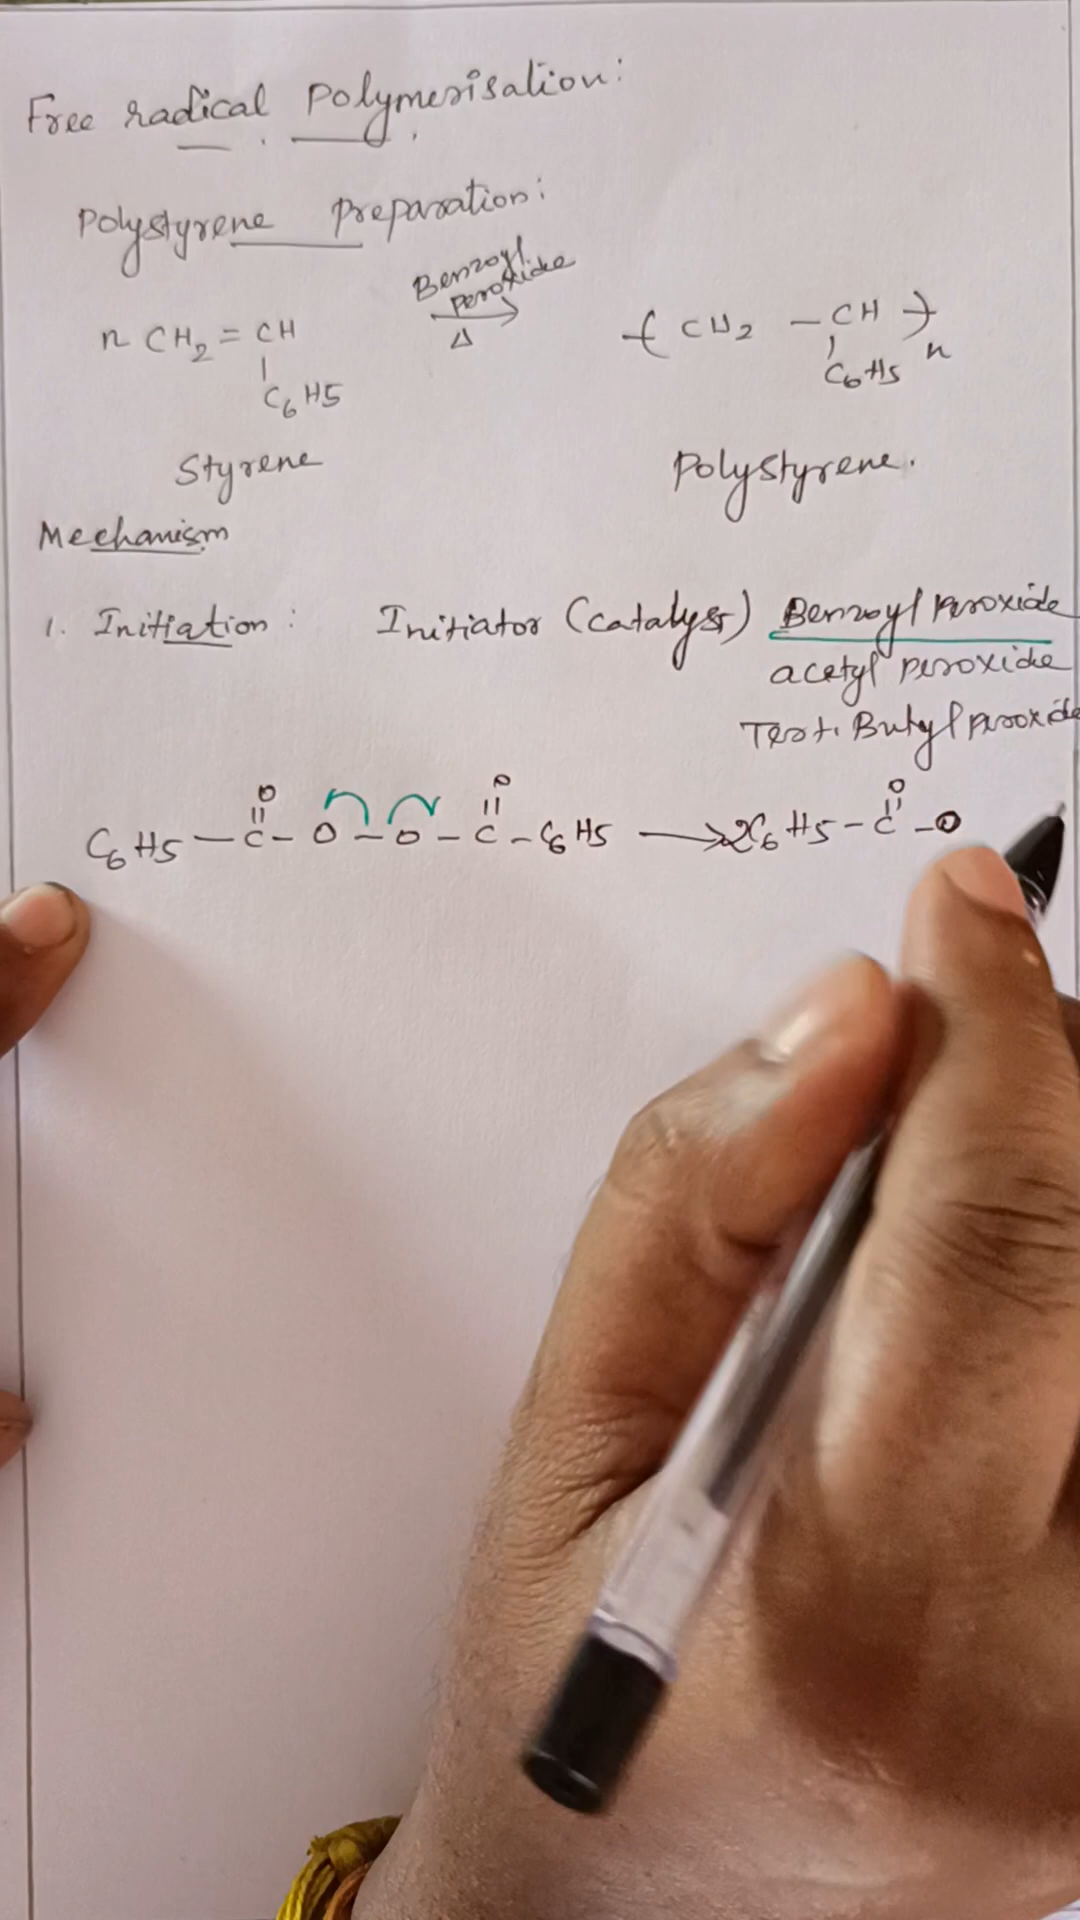 Free radical Polymerisation:
Polystyrene Preparation:
Benzoyl
peroxide
n CH2 = CH
Δ
( CH2 — CH )
n
C6H5
C6H5
Styrene
Polystyrene.
Mechanism
1. Initiation: Initiator (catalyst) Benzoyl Peroxide
acetyl peroxide
Tert. Butyl peroxide
O O O
|| || ||
C6H5 — C – O – O – C – C6H5 → 2C6H5 – C – O